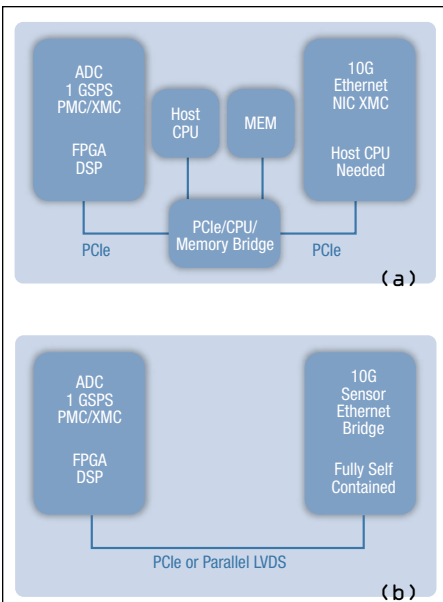 ADC
1 GSPS
PMC/XMC
FPGA
DSP
Host
CPU
MEM
10G
Ethernet
NIC XMC
Host CPU
Needed
PCIe/CPU/
Memory Bridge
PCIe
PCIe
(a)
ADC
1 GSPS
PMC/XMC
FPGA
DSP
10G
Sensor
Ethernet
Bridge
Fully Self
Contained
PCIe or Parallel LVDS
(b)